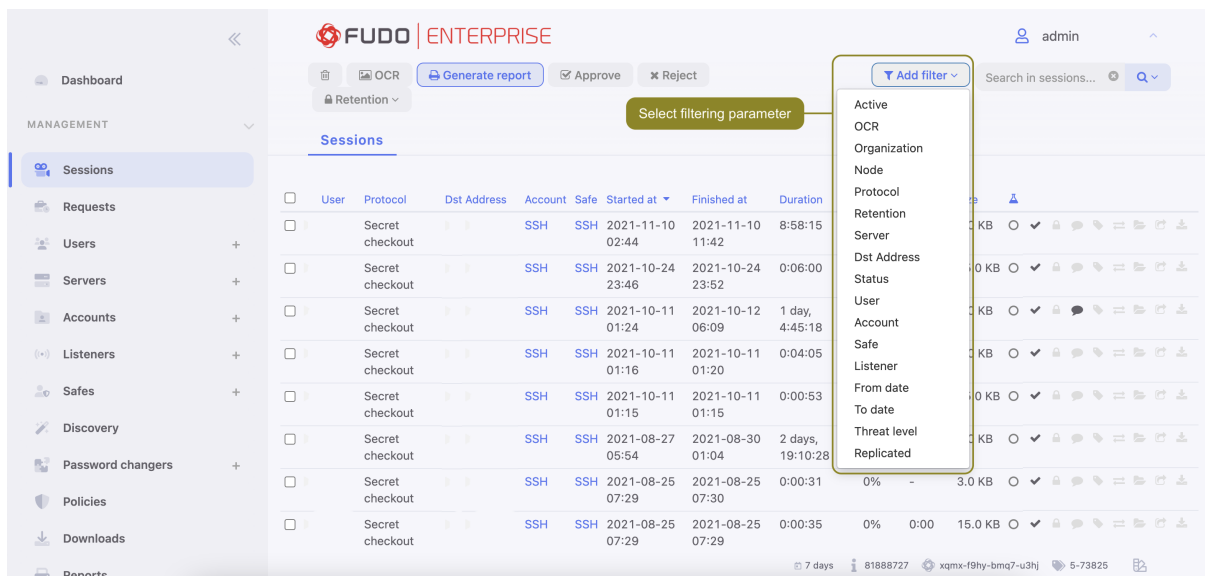 FUDO ENTERPRISE
admin
Dashboard
OCR Generate report Approve Reject
Add filter
Search in sessions...
Retention
Select filtering parameter
Active
OCR
Organization
Node
Protocol
Retention
Server
Dst Address
Status
User
Account
Safe
Listener
From date
To date
Threat level
Replicated
MANAGEMENT
Sessions
Requests
Users
Servers
Accounts
Listeners
Safes
Discovery
Password changers
Policies
Downloads
Reports
Sessions
User Protocol Dst Address Account Safe Started at Finished at Duration
Secret checkout SSH SSH 2021-11-10 02:44 2021-11-10 11:42 8:58:15 KB
Secret checkout SSH SSH 2021-10-24 23:46 2021-10-24 23:52 0:06:00 KB
Secret checkout SSH SSH 2021-10-11 01:24 2021-10-12 06:09 1 day, 4:45:18 KB
Secret checkout SSH SSH 2021-10-11 01:16 2021-10-11 01:20 0:04:05 KB
Secret checkout SSH SSH 2021-10-11 01:15 2021-10-11 01:15 0:00:53 KB
Secret checkout SSH SSH 2021-08-27 05:54 2021-08-30 01:04 2 days, 19:10:28 KB
Secret checkout SSH SSH 2021-08-25 07:29 2021-08-25 07:30 0:00:31 0% - 3.0 KB
Secret checkout SSH SSH 2021-08-25 07:29 2021-08-25 07:29 0:00:35 0% 0:00 15.0 KB
7 days 81888727 xqmx-f9hy-bmq7-u3hj 5-73825